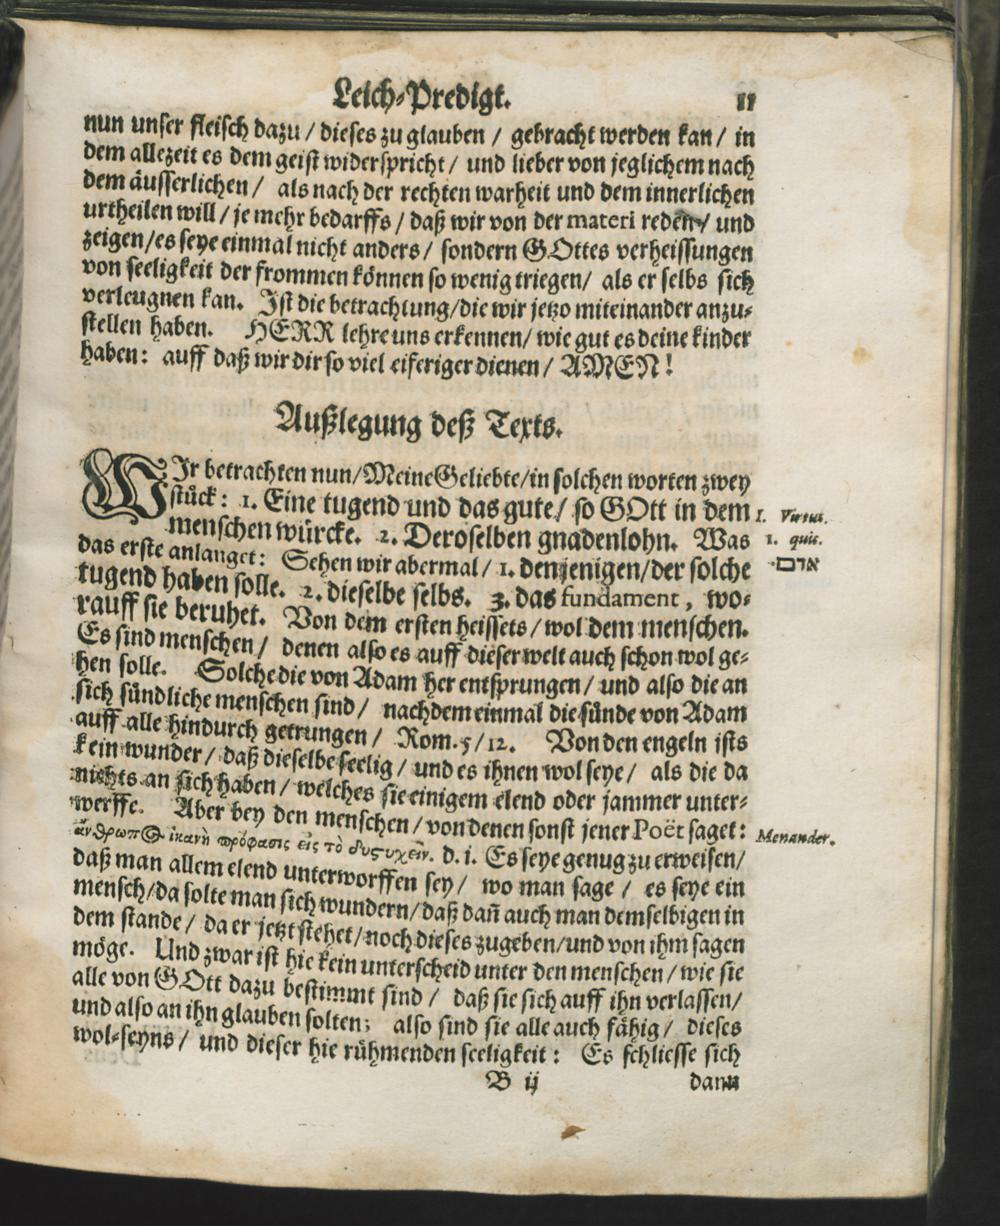 Leich-Predigt. 11
nun unser fleisch dazu / dieses zu glauben / gebracht werden kan / in
dem allezeit es dem geist widerspricht / und lieber von jeglichem nach
dem äusserlichen / als nach der rechten warheit und dem innerlichen
urtheilen will / je mehr bedarffs / daß wir von der materi reden / und
zeigen / es seye einmal nicht anders / sondern GOttes verheissungen
von seeligkeit der frommen können so wenig triegen / als er selbs sich
verleugnen kan. Ist die betrachtung / die wir jetzo miteinander anzu-
stellen haben. HERR lehre uns erkennen / wie gut es deine kinder
haben: auff daß wir dir so viel eiferiger dienen / AMEN!
Außlegung deß Texts.
WIr betrachten nun / Meine Geliebte / in solchen worten zwey
stück: 1. Eine tugend und das gute / so GOtt in dem
1. Virtus.
menschen würcke. 2. Deroselben gnadenlohn. Was
1. quis.
das erste anlanget: Sehen wir abermal / 1. denjenigen / der solche
אדם
tugend haben solle. 2. dieselbe selbs. 3. das fundament, wo-
rauff sie beruhet. Von dem ersten heissets / wol dem menschen.
Es sind menschen / denen also es auff dieser welt auch schon wol ge-
hen solle. Solche die von Adam her entsprungen / und also die an
sich sündliche menschen sind / nachdem einmal die sünde von Adam
auff alle hindurch getrungen / Rom. 5 / 12. Von den engeln ists
kein wunder / daß dieselbe seelig / und es ihnen wol seye / als die da
nichts an sich haben / welches sie einigem elend oder jammer unter-
werffe. Aber bey den menschen / von denen sonst jener Poët saget:
Menander.
ἄνθρωπος ἱκανὴ πρόφασις εἰς τὸ δυςυχεῖν. d. i. Es seye genug zu erweisen /
daß man allem elend unterworffen sey / wo man sage / es seye ein
mensch / da solte man sich wundern / daß dañ auch man demselbigen in
dem stande / da er jetzt stehet / noch dieses zugeben / und von ihm sagen
möge. Und zwar ist hie kein unterscheid unter den menschen / wie sie
alle von GOtt dazu bestimmt sind / daß sie sich auff ihn verlassen /
und also an ihn glauben solten; also sind sie alle auch fähig / dieses
wol-seyns / und dieser hie rühmenden seeligkeit: Es schliesse sich
B ij dann